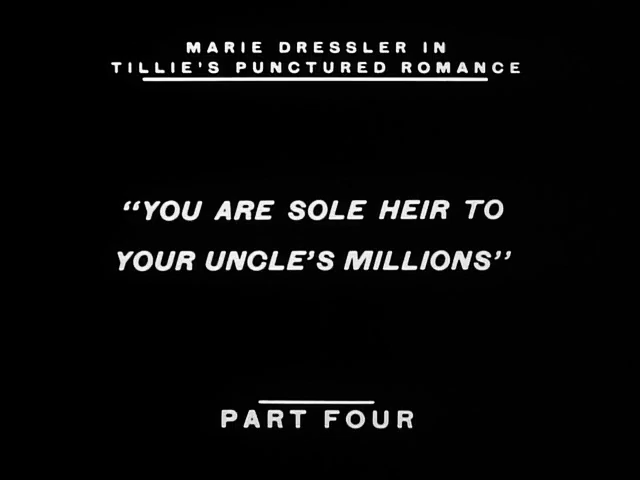 MARIE DRESSLER IN
TILLIE'S PUNCTURED ROMANCE
"YOU ARE SOLE HEIR TO
YOUR UNCLE'S MILLIONS"
PART FOUR